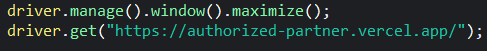 driver.manage().window().maximize();
driver.get("https://authorized-partner.vercel.app/");